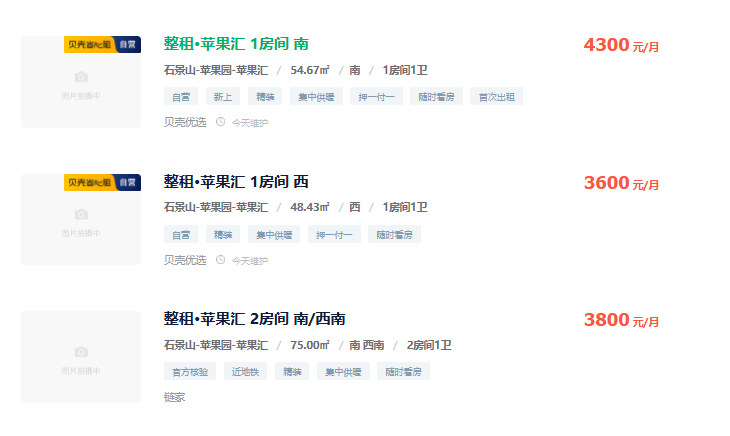 贝壳省心租 自营
图片拍摄中
整租·苹果汇 1房间 南
4300 元/月
石景山-苹果园-苹果汇 / 54.67㎡ / 南 / 1房间1卫
自营 新上 精装 集中供暖 押一付一 随时看房 首次出租
贝壳优选 今天维护
贝壳省心租 自营
图片拍摄中
整租·苹果汇 1房间 西
3600 元/月
石景山-苹果园-苹果汇 / 48.43㎡ / 西 / 1房间1卫
自营 精装 集中供暖 押一付一 随时看房
贝壳优选 今天维护
图片拍摄中
整租·苹果汇 2房间 南/西南
3800 元/月
石景山-苹果园-苹果汇 / 75.00㎡ / 南 西南 / 2房间1卫
官方核验 近地铁 精装 集中供暖 随时看房
链家